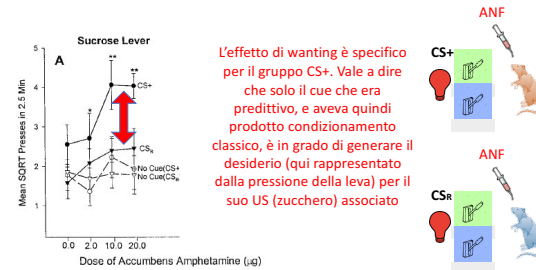 Sucrose Lever
A
Mean SQRT Presses in 2.5 Min
5
4
3
2
1
**
**
*
CS+
CSR
No Cue(CS+
No Cue(CSR
0.0
2.0
10.0
20.0
Dose of Accumbens Amphetamine (µg)
L’effetto di wanting è specifico
per il gruppo CS+. Vale a dire
che solo il cue che era
predittivo, e aveva quindi
prodotto condizionamento
classico, è in grado di generare il
desiderio (qui rappresentato
dalla pressione della leva) per il
suo US (zucchero) associato
ANF
CS+
ANF
CSR